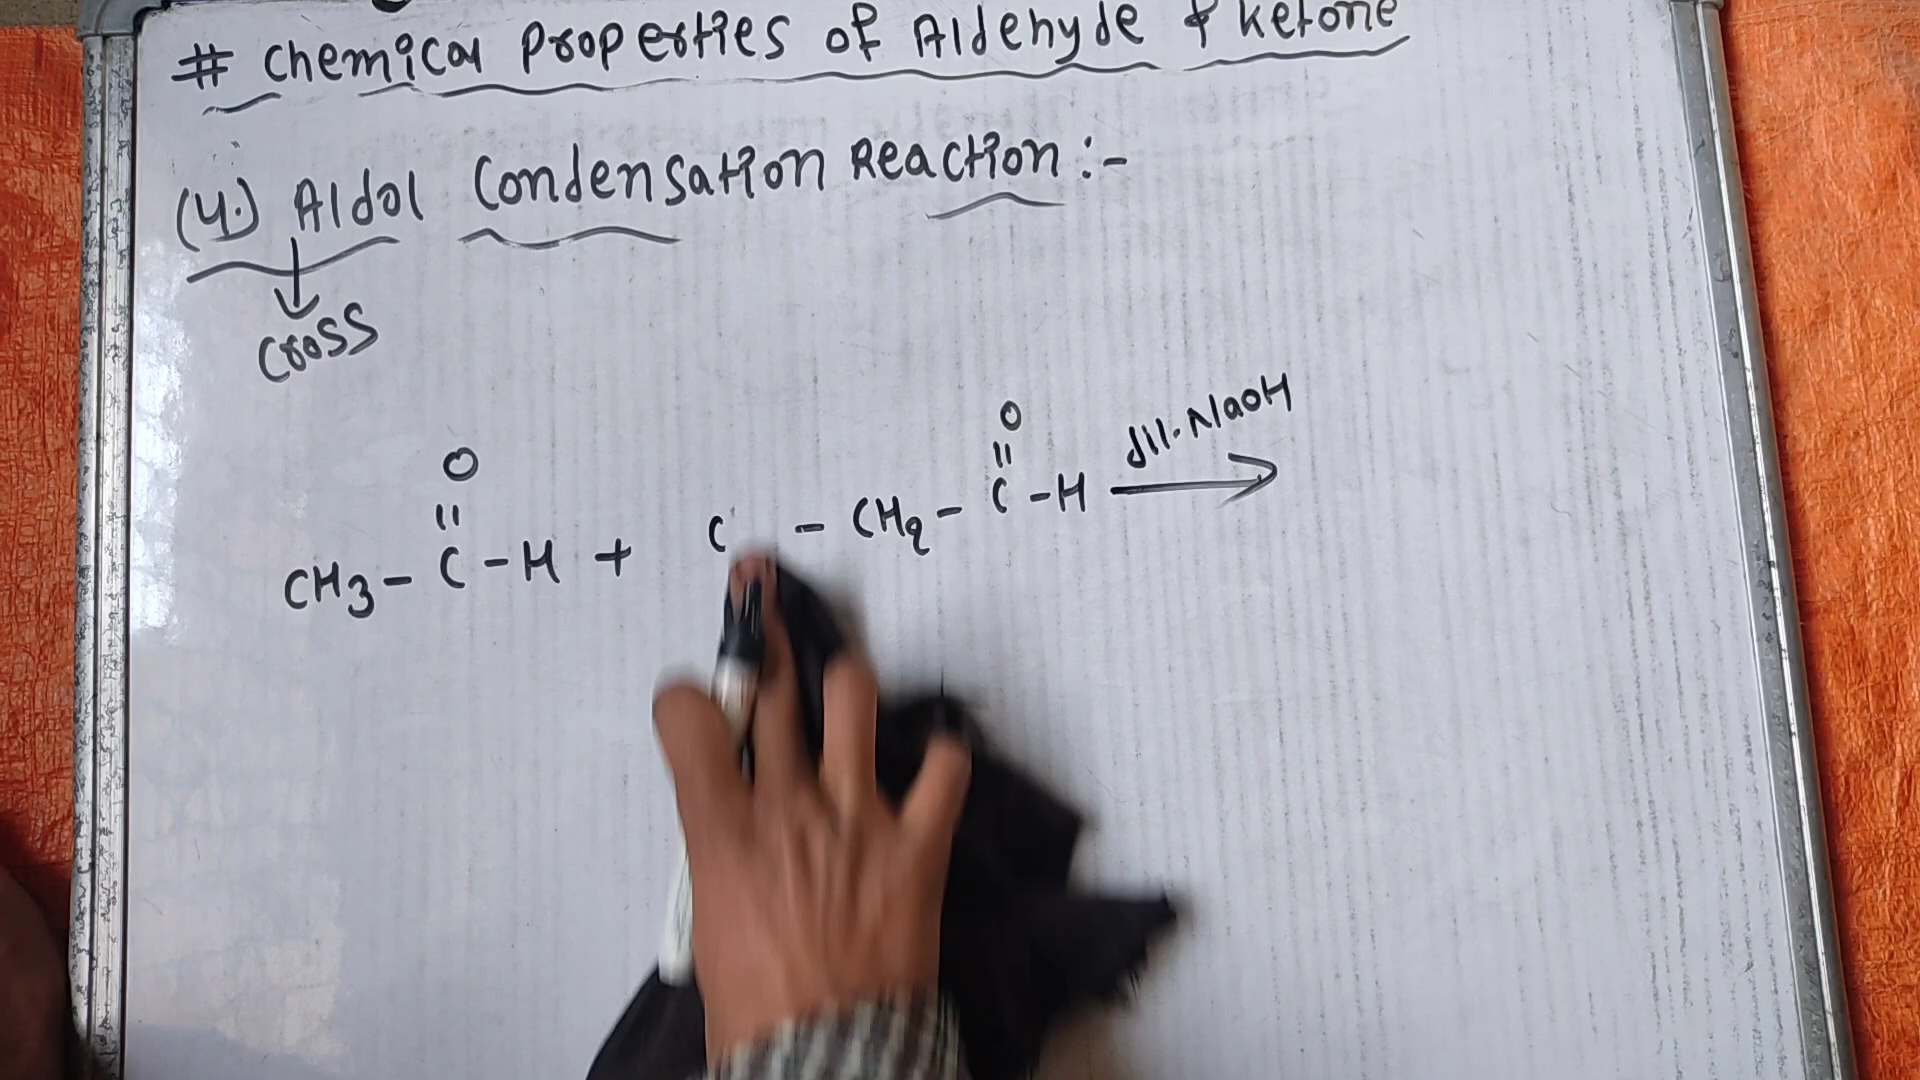 # Chemical Properties of Aldehyde & Ketone
(4.) Aldol Condensation Reaction :-
Cross
O O dil. NaOH
|| ||
CH3 - C - H + C - CH2 - C - H →